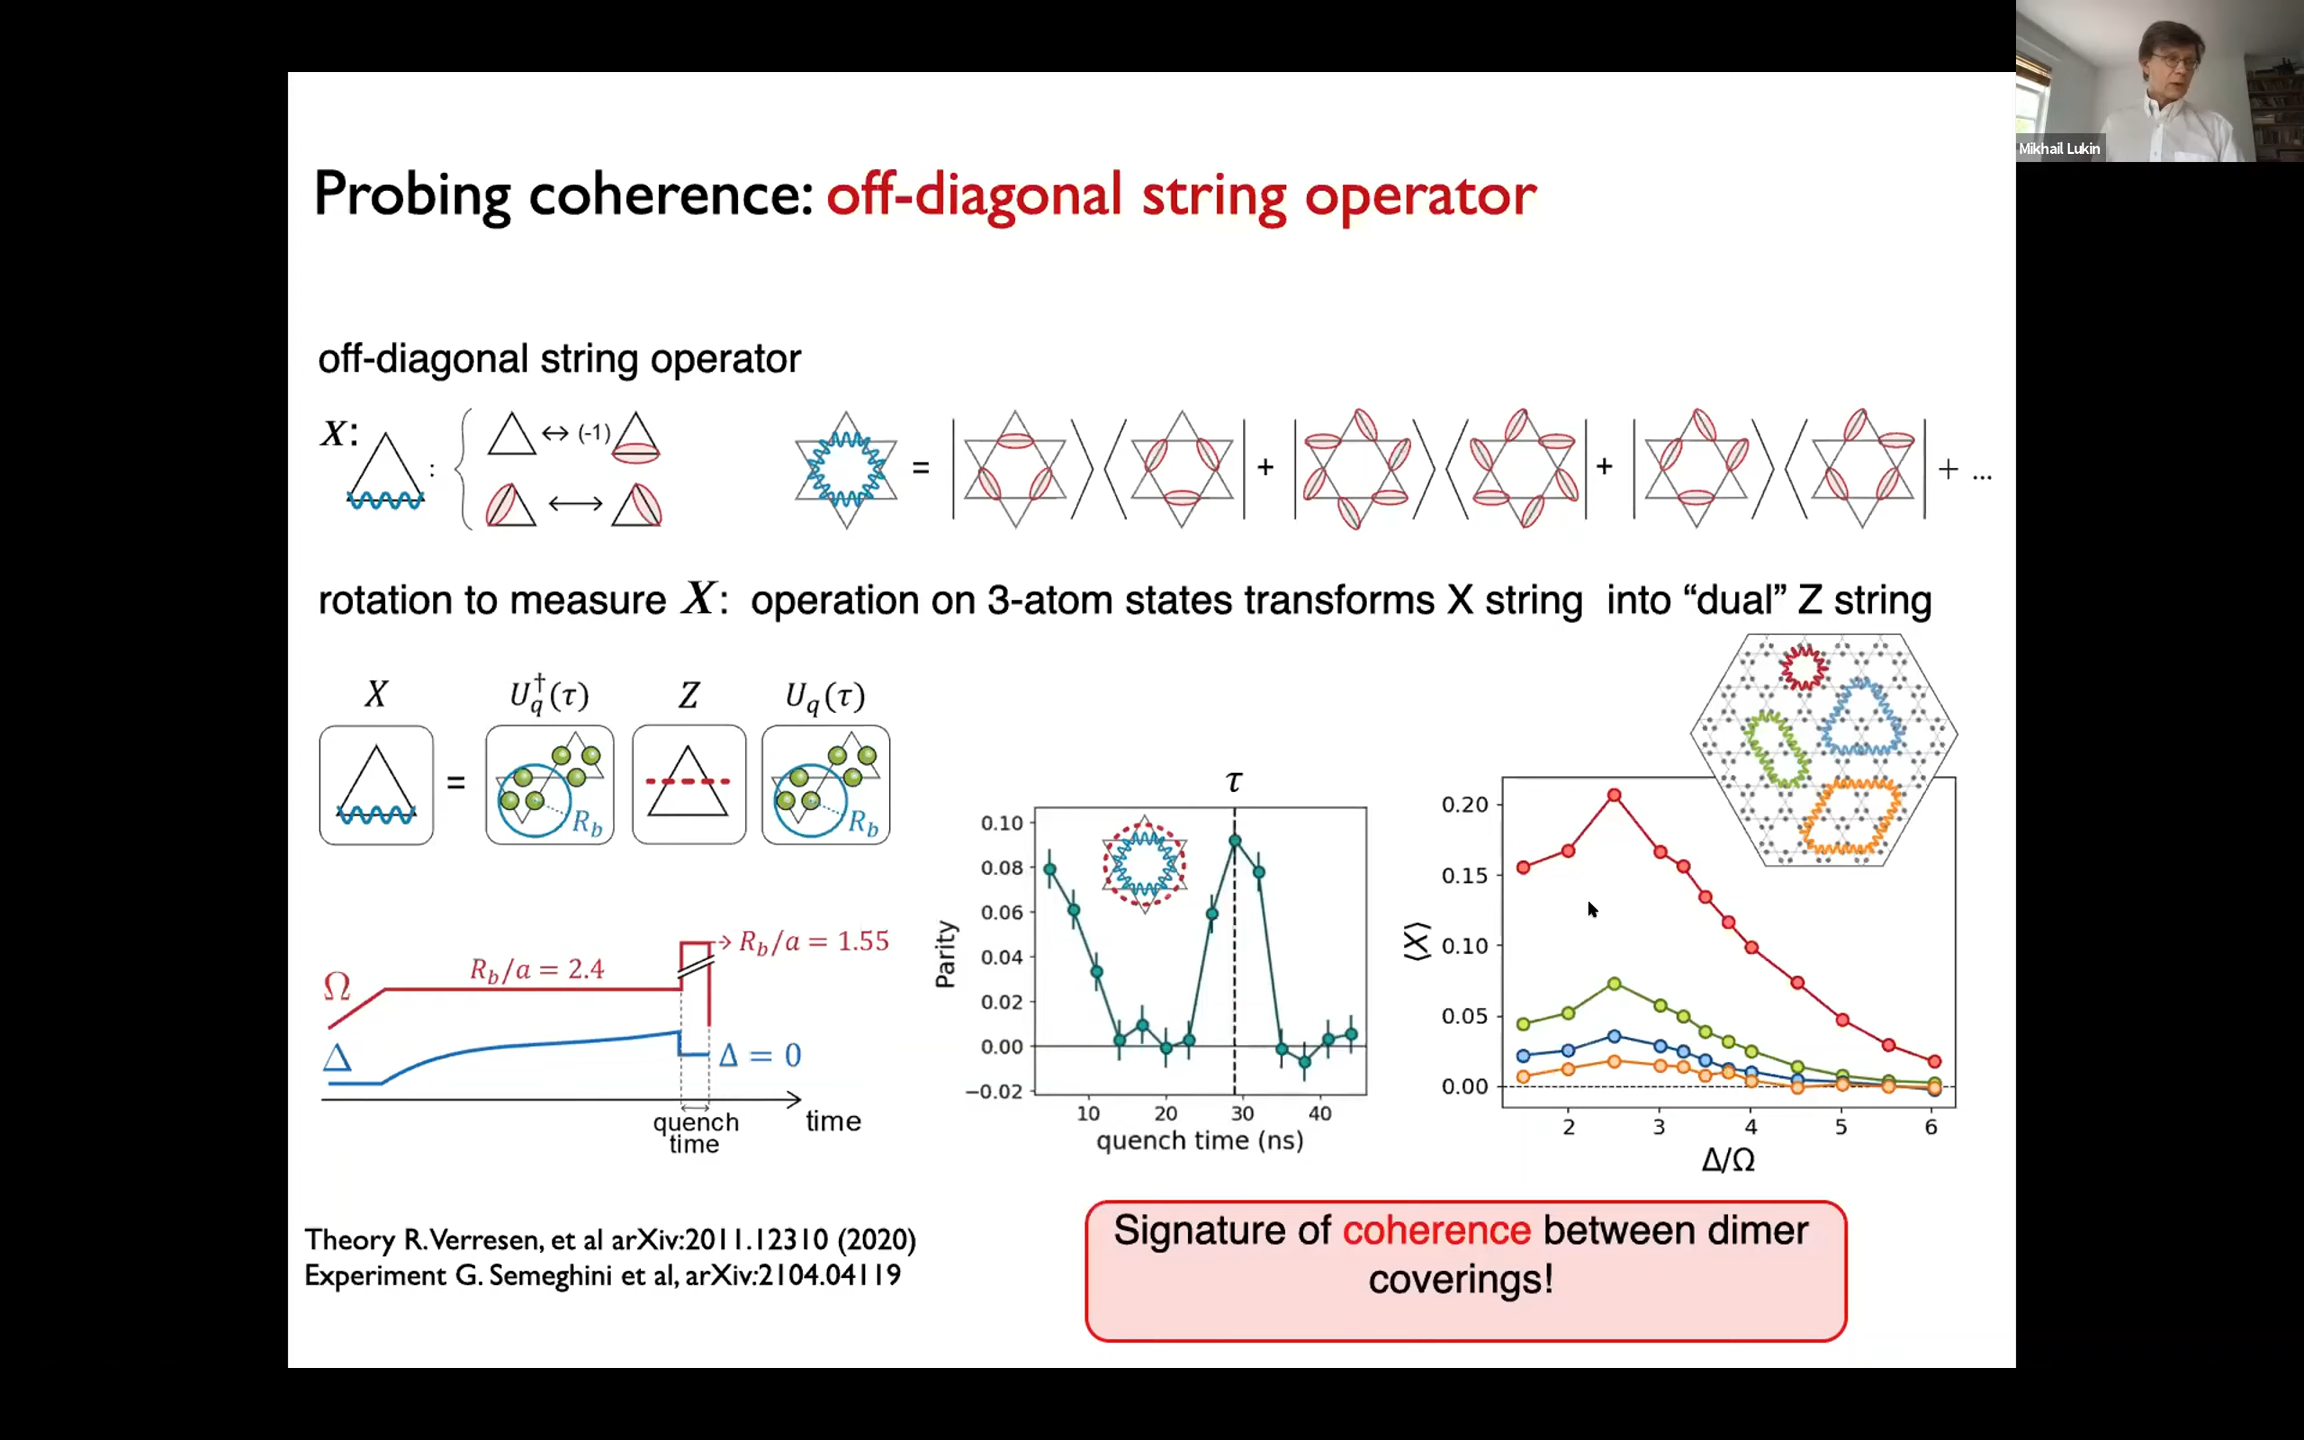 Mikhail Lukin
Probing coherence: off-diagonal string operator
off-diagonal string operator
X:
:
↔ (-1)
⟷
=
+
+
+ ...
rotation to measure X: operation on 3-atom states transforms X string into “dual” Z string
X U_q^†(τ) Z U_q(τ)
=
R_b R_b
R_b/a = 1.55
R_b/a = 2.4
Ω
Δ
Δ = 0
quench
time
time
τ
0.10
0.08
0.06
0.04
0.02
0.00
−0.02
Parity
10 20 30 40
quench time (ns)
0.20
0.15
0.10
0.05
0.00
⟨X⟩
2 3 4 5 6
Δ/Ω
Theory R. Verresen, et al arXiv:2011.12310 (2020)
Experiment G. Semeghini et al, arXiv:2104.04119
Signature of coherence between dimer
coverings!